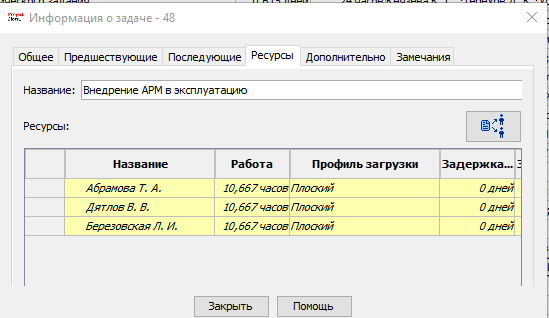 Информация о задаче - 48
Общее Предшествующие Последующие Ресурсы Дополнительно Замечания
Название: Внедрение АРМ в эксплуатацию
Ресурсы:
Название Работа Профиль загрузки Задержка...
Абрамова Т. А. 10,667 часов Плоский 0 дней
Дятлов В. В. 10,667 часов Плоский 0 дней
Березовская Л. И. 10,667 часов Плоский 0 дней
Закрыть Помощь